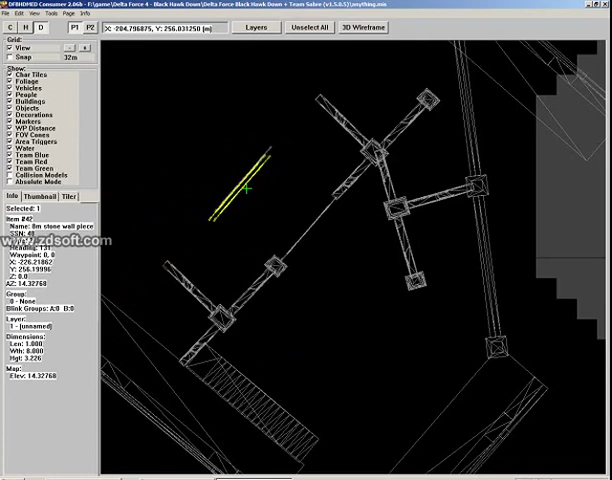 DFBHDMED Consumer 2.06b - F:\game\Delta Force 4 - Black Hawk Down\Delta Force Black Hawk Down + Team Sabre (v1.5.0.5)\anything.mis
File Edit View Tools Page Info
C H D P1 P2 X: -204.796875, Y: 256.031250 [m] Layers Unselect All 3D Wireframe
Grid:
View - +
Snap 32m
Show:
Char Tiles
Foliage
Vehicles
People
Buildings
Objects
Decorations
Markers
WP Distance
FOV Cones
Area Triggers
Water
Team Blue
Team Red
Team Green
Collision Models
Absolute Mode
Info Thumbnail Tiler
Selected: 1
Item #42
Name: 8m stone wall piece
www.zdsoft.com
Heading: 131
Waypoint: 0, 0
X: -226.21862
Y: 256.19996
Z: 0.0
AZ: 14.32768
Group:
0 - None
Blink Groups: A:0 B:0
Layer:
1 - [unnamed]
Dimensions:
Len: 1.000
Wth: 8.000
Hgt: 3.226
Map:
Elev: 14.32768